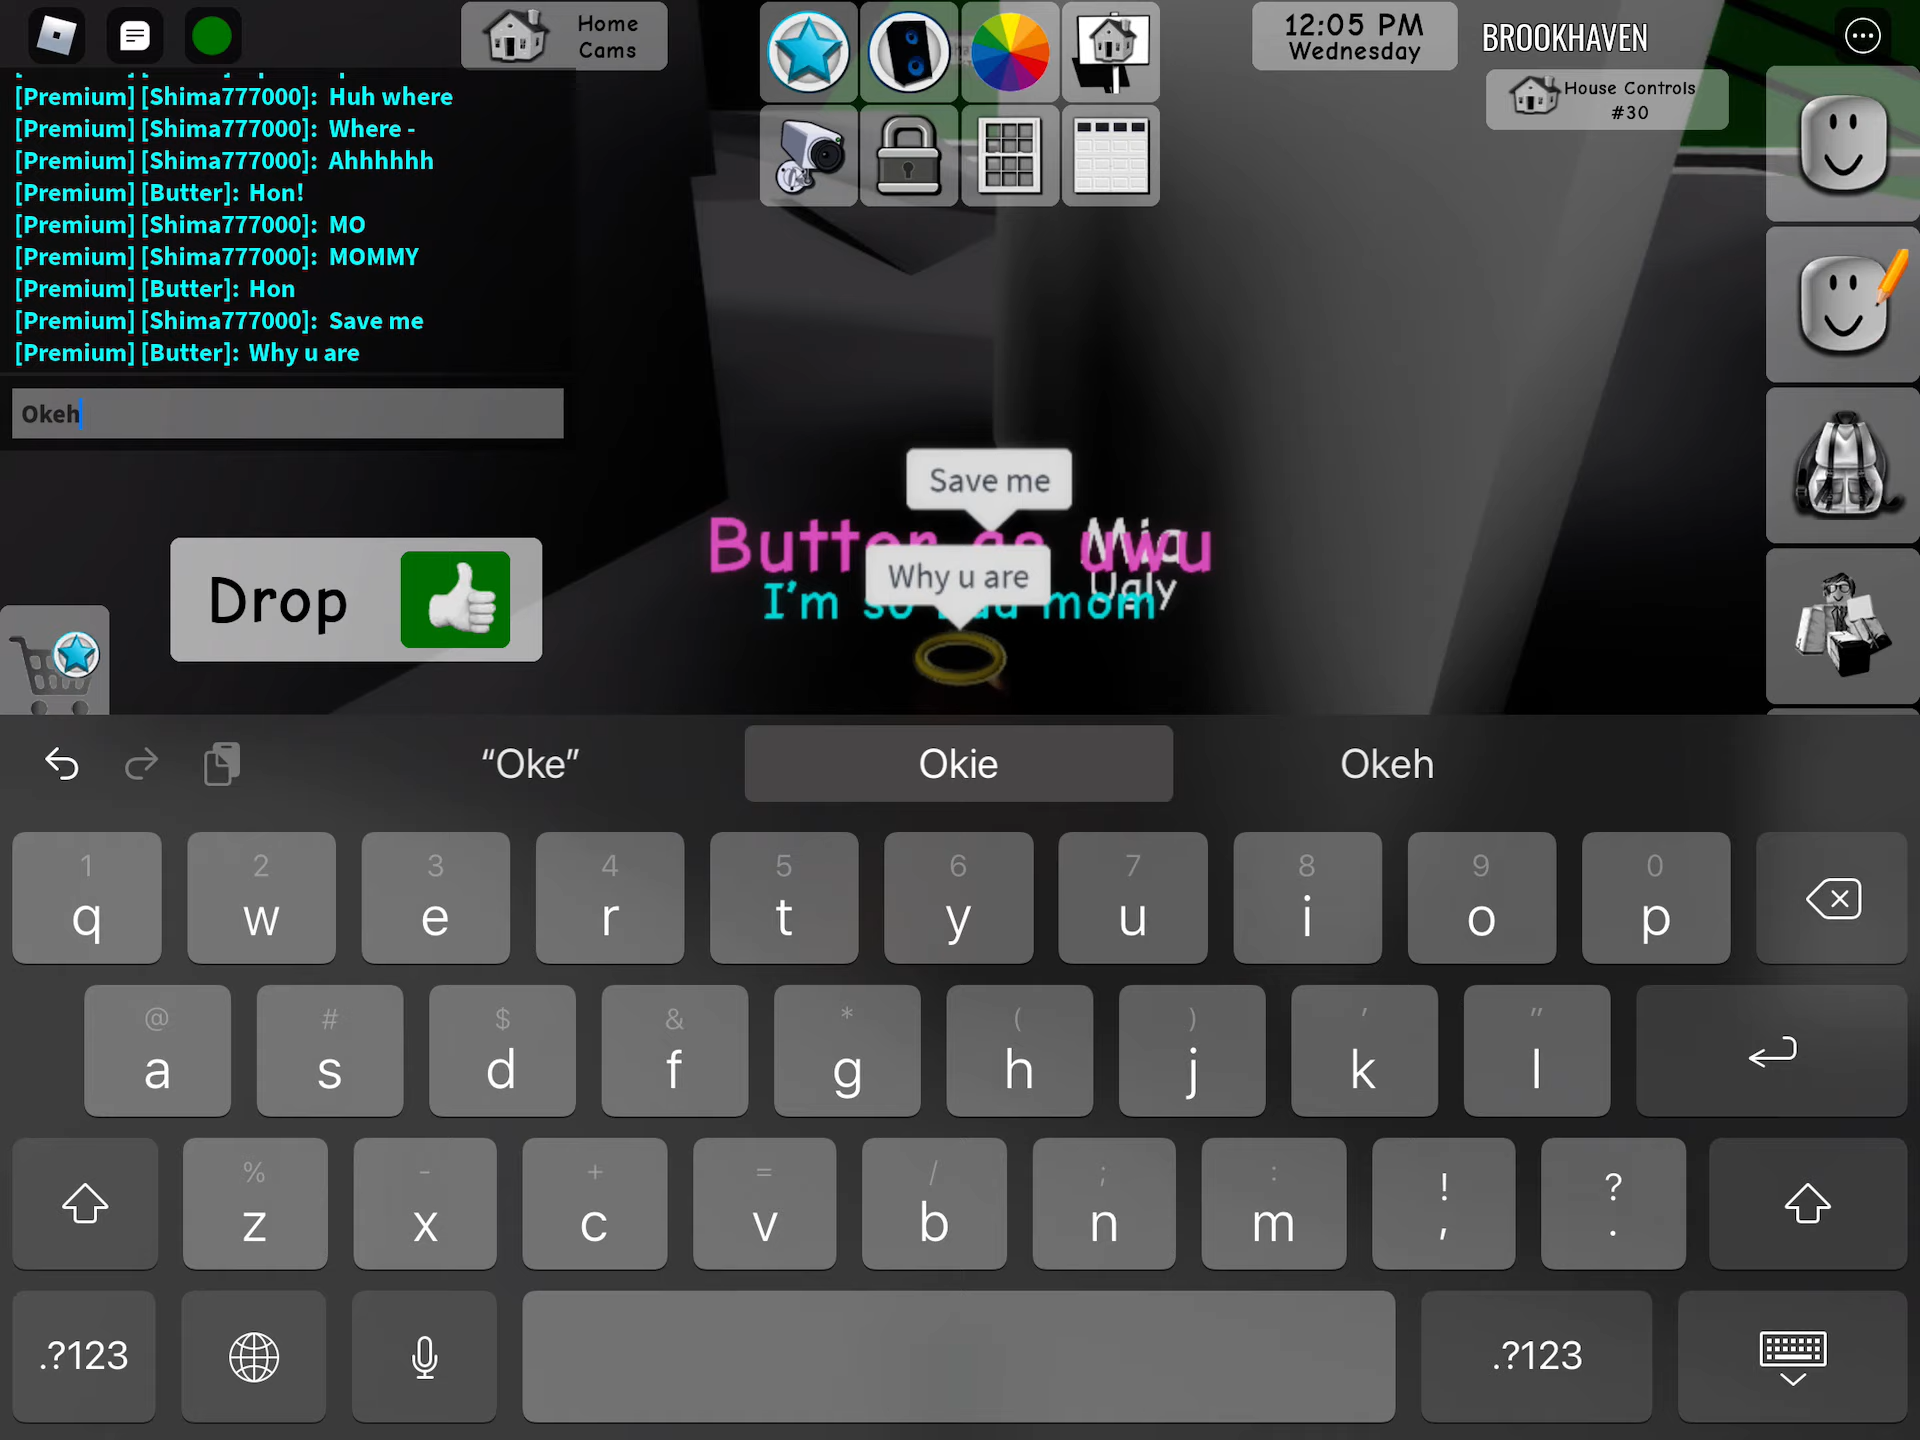 Home
Cams
12:05 PM
Wednesday
BROOKHAVEN
House Controls
#30
[Premium] [Shima777000]: Huh where
[Premium] [Shima777000]: Where -
[Premium] [Shima777000]: Ahhhhhh
[Premium] [Butter]: Hon!
[Premium] [Shima777000]: MO
[Premium] [Shima777000]: MOMMY
[Premium] [Butter]: Hon
[Premium] [Shima777000]: Save me
[Premium] [Butter]: Why u are
Okeh
Save me
Mia
Ugly
uwu
Why u are
I'm mom
Drop
“Oke” Okie Okeh
1 2 3 4 5 6 7 8 9 0
q w e r t y u i o p
@ # $ & * ( ) ' "
a s d f g h j k l
% - + = / ; : ! ?
z x c v b n m , .
.?123 .?123